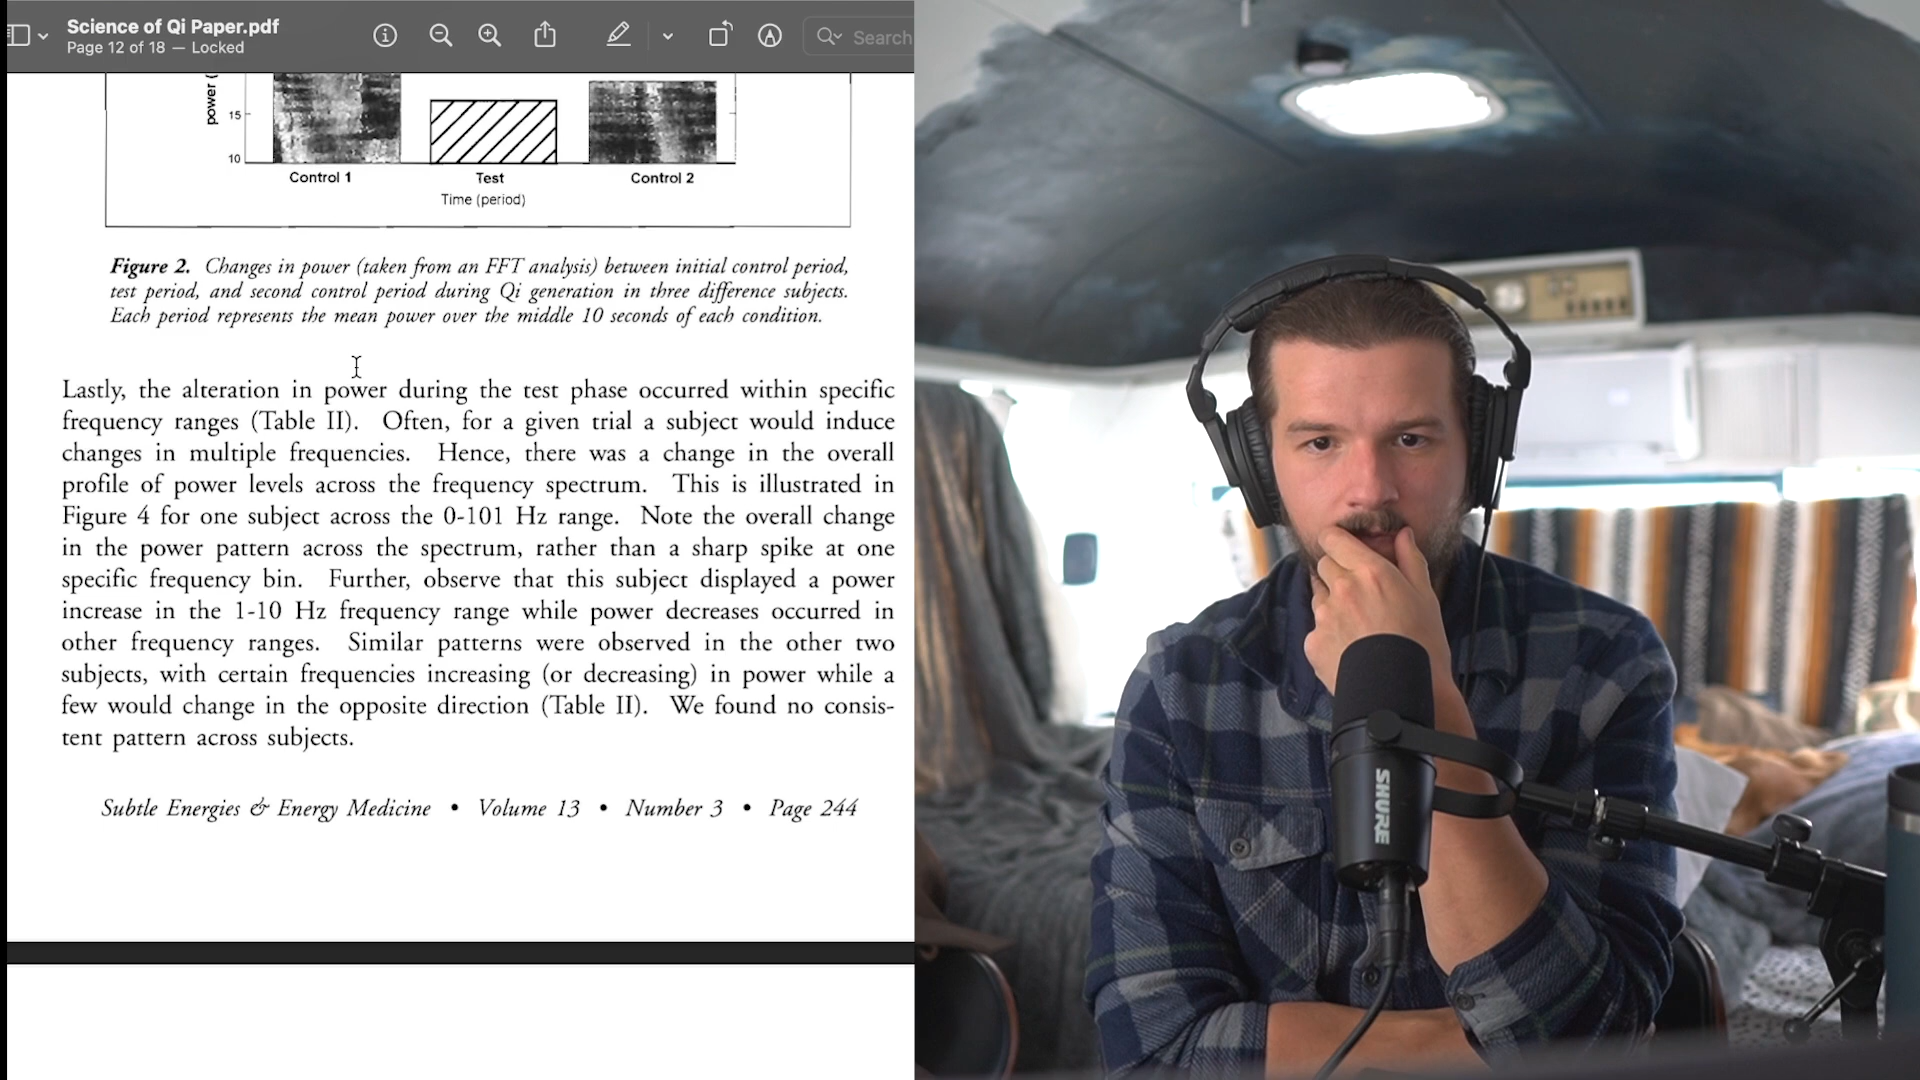 Science of Qi Paper.pdf
Page 12 of 18 — Locked
Search
power (
15
10
Control 1
Test
Control 2
Time (period)
Figure 2. Changes in power (taken from an FFT analysis) between initial control period,
test period, and second control period during Qi generation in three difference subjects.
Each period represents the mean power over the middle 10 seconds of each condition.
Lastly, the alteration in power during the test phase occurred within specific
frequency ranges (Table II). Often, for a given trial a subject would induce
changes in multiple frequencies. Hence, there was a change in the overall
profile of power levels across the frequency spectrum. This is illustrated in
Figure 4 for one subject across the 0-101 Hz range. Note the overall change
in the power pattern across the spectrum, rather than a sharp spike at one
specific frequency bin. Further, observe that this subject displayed a power
increase in the 1-10 Hz frequency range while power decreases occurred in
other frequency ranges. Similar patterns were observed in the other two
subjects, with certain frequencies increasing (or decreasing) in power while a
few would change in the opposite direction (Table II). We found no consis-
tent pattern across subjects.
Subtle Energies & Energy Medicine • Volume 13 • Number 3 • Page 244
SHURE